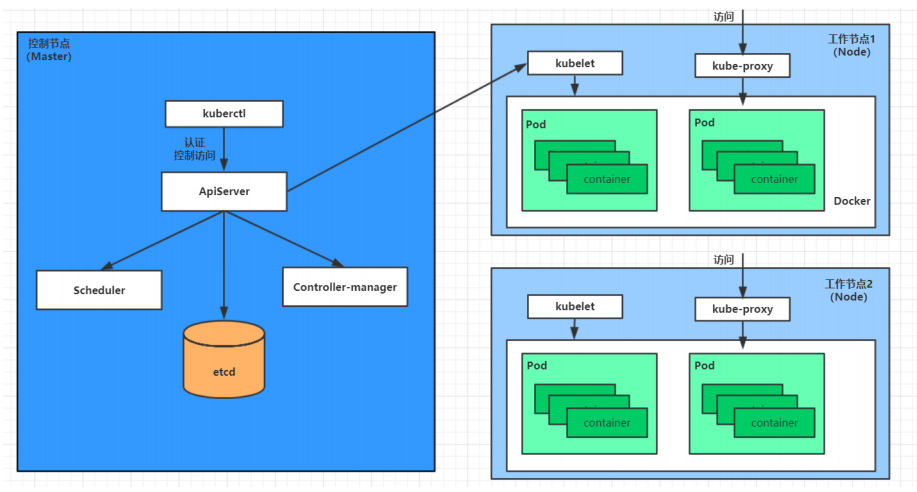 控制节点
(Master)
kuberctl
认证
控制访问
ApiServer
Scheduler
Controller-manager
etcd
访问
工作节点1
(Node)
kubelet
kube-proxy
Pod
container
Pod
container
Docker
访问
工作节点2
(Node)
kubelet
kube-proxy
Pod
container
Pod
container